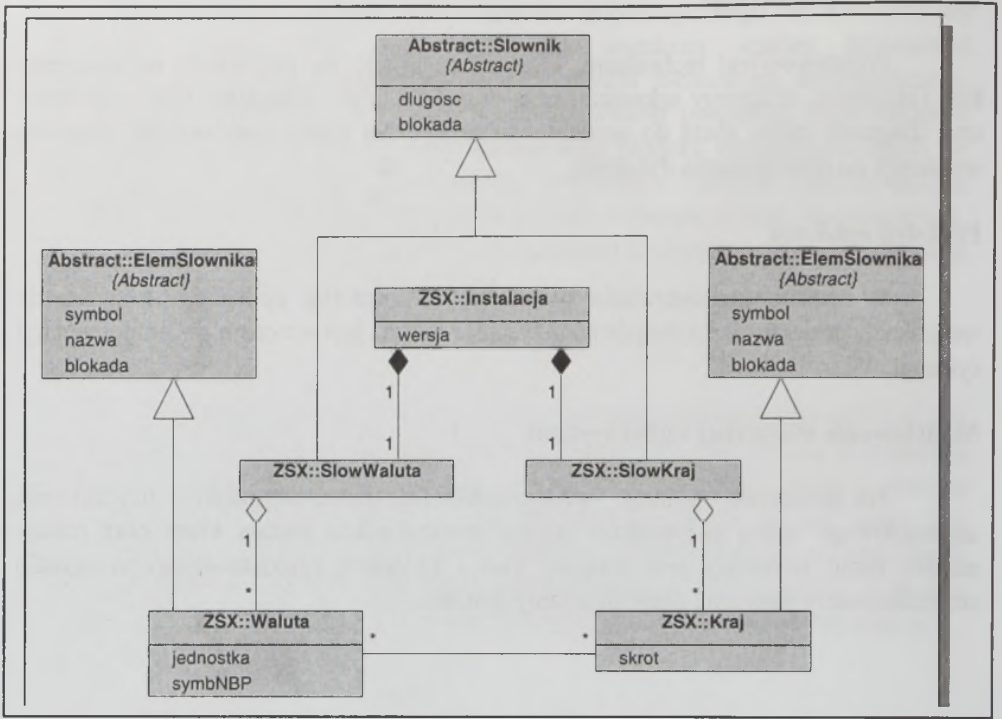 Abstract::Slownik
{Abstract}
dlugosc
blokada
Abstract::ElemSlownika
{Abstract}
symbol
nazwa
blokada
ZSX::Instalacja
wersja
Abstract::ElemSlownika
{Abstract}
symbol
nazwa
blokada
1
1
1
1
ZSX::SlowWaluta
ZSX::SlowKraj
1
1
*
*
ZSX::Waluta
jednostka
symbNBP
*
*
ZSX::Kraj
skrot